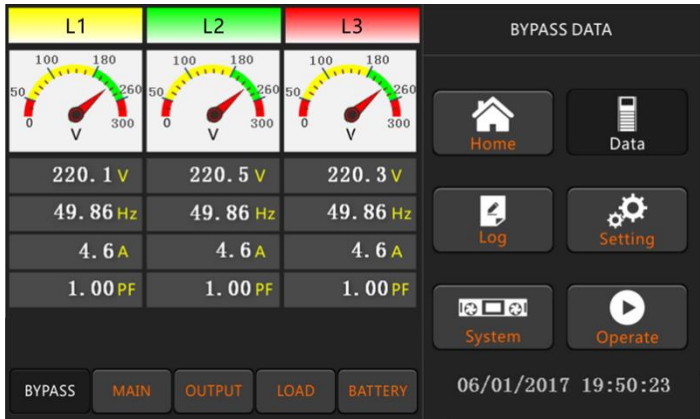 L1 L2 L3
BYPASS DATA
100 180 100 180 100 180
50 260 50 260 50 260
0 300 0 300 0 300
V V V
220.1 V 220.5 V 220.3 V
49.86 Hz 49.86 Hz 49.86 Hz
4.6 A 4.6 A 4.6 A
1.00 PF 1.00 PF 1.00 PF
Home Data
Log Setting
System Operate
BYPASS MAIN OUTPUT LOAD BATTERY
06/01/2017 19:50:23